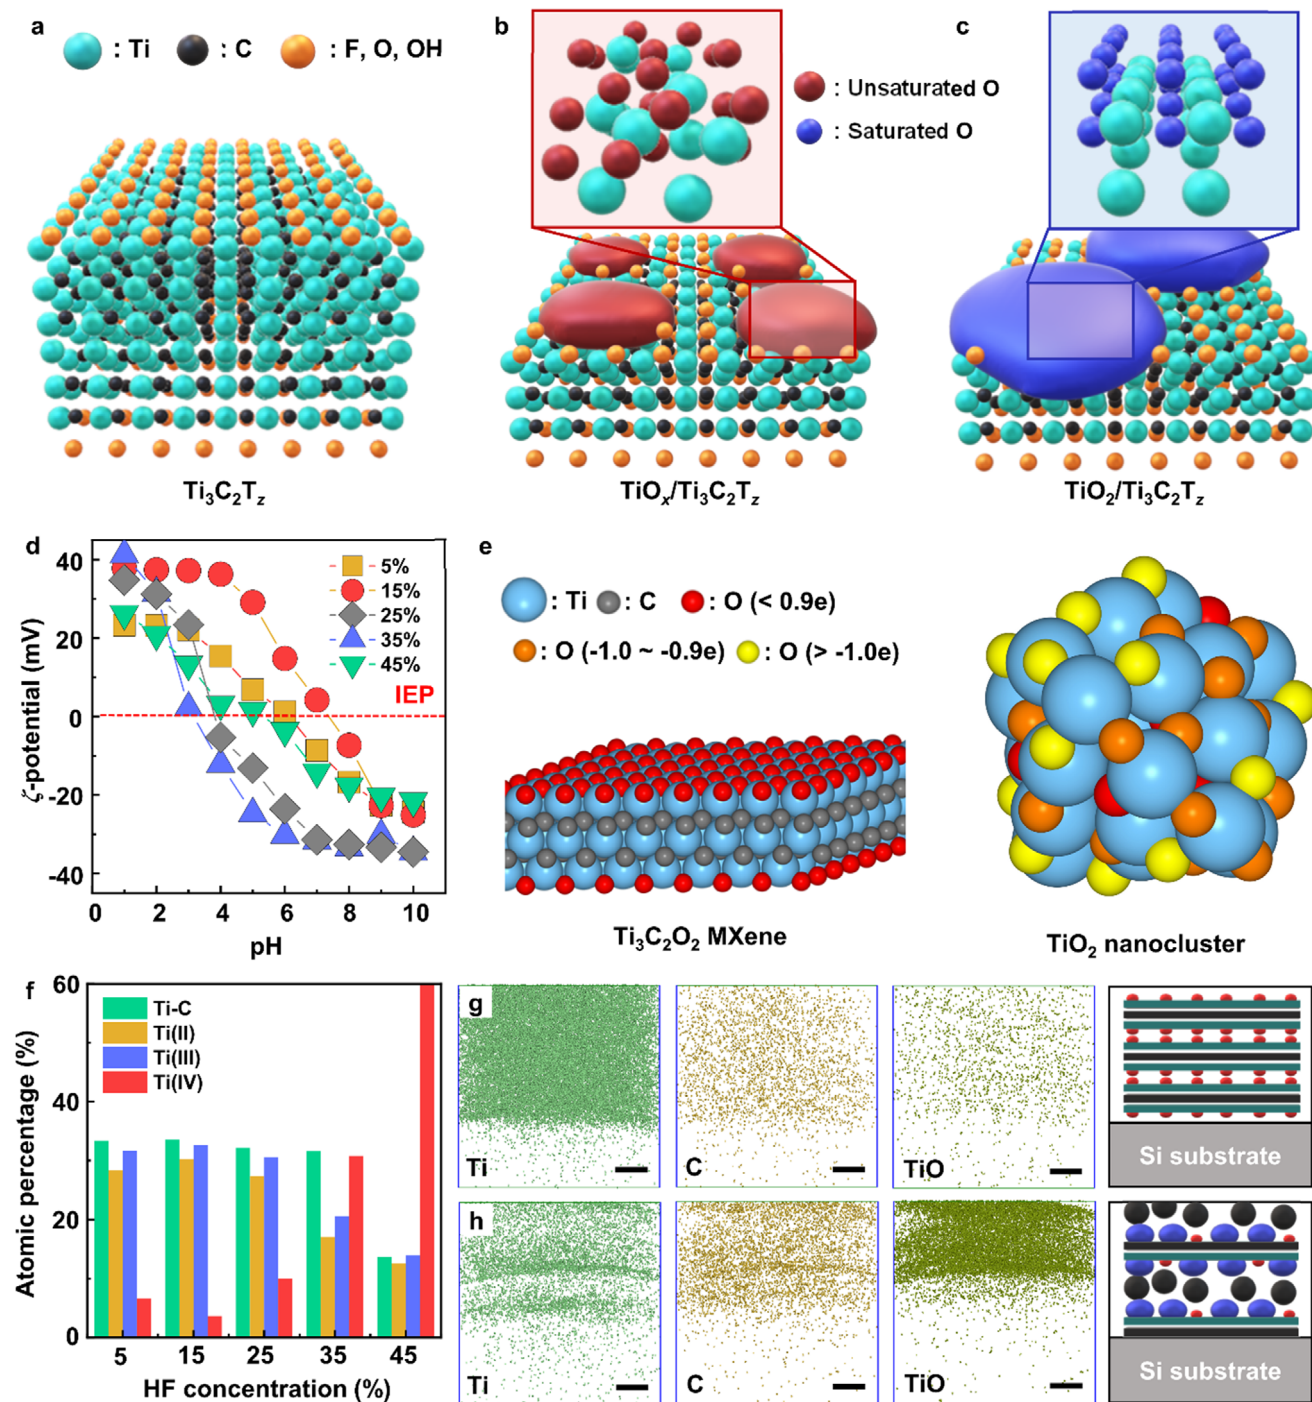 a
: Ti
: C
: F, O, OH
b
c
: Unsaturated O
: Saturated O
Ti₃C₂T𝑧
TiOₓ/Ti₃C₂T𝑧
TiO₂/Ti₃C₂T𝑧
d
ζ-potential (mV)
40
20
0
-20
-40
0
2
4
6
8
10
pH
5%
15%
25%
35%
45%
IEP
e
: Ti
: C
: O (< 0.9e)
: O (-1.0 ~ -0.9e)
: O (> -1.0e)
Ti₃C₂O₂ MXene
TiO₂ nanocluster
f
Atomic percentage (%)
60
40
20
0
Ti-C
Ti(II)
Ti(III)
Ti(IV)
5
15
25
35
45
HF concentration (%)
g
Ti
C
TiO
Si substrate
h
Ti
C
TiO
Si substrate